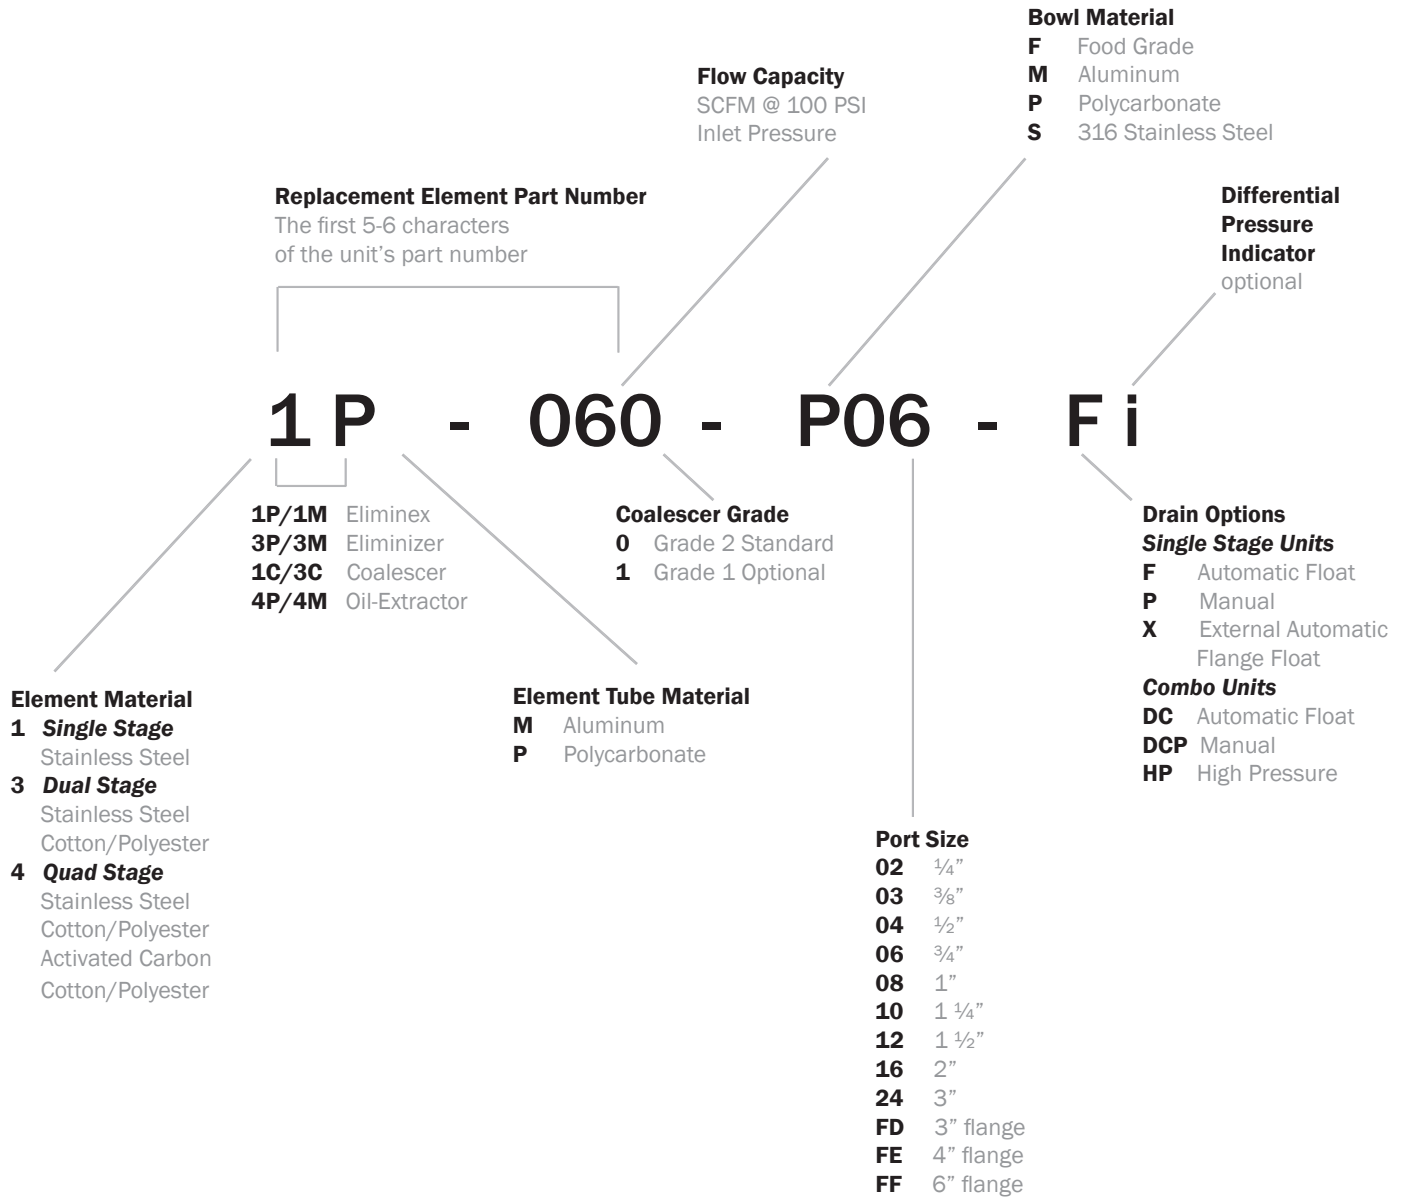 Bowl Material
F Food Grade
M Aluminum
P Polycarbonate
S 316 Stainless Steel
Flow Capacity
SCFM @ 100 PSI
Inlet Pressure
Replacement Element Part Number
The first 5-6 characters
of the unit's part number
Differential
Pressure
Indicator
optional
1 P - 060 - P06 - F i
1P/1M Eliminex
3P/3M Eliminizer
1C/3C Coalescer
4P/4M Oil-Extractor
Coalescer Grade
0 Grade 2 Standard
1 Grade 1 Optional
Drain Options
Single Stage Units
F Automatic Float
P Manual
X External Automatic
Flange Float
Combo Units
DC Automatic Float
DCP Manual
HP High Pressure
Element Material
1 Single Stage
Stainless Steel
3 Dual Stage
Stainless Steel
Cotton/Polyester
4 Quad Stage
Stainless Steel
Cotton/Polyester
Activated Carbon
Cotton/Polyester
Element Tube Material
M Aluminum
P Polycarbonate
Port Size
02 ¼”
03 ⅜”
04 ½”
06 ¾”
08 1”
10 1 ¼”
12 1 ½”
16 2”
24 3”
FD 3” flange
FE 4” flange
FF 6” flange